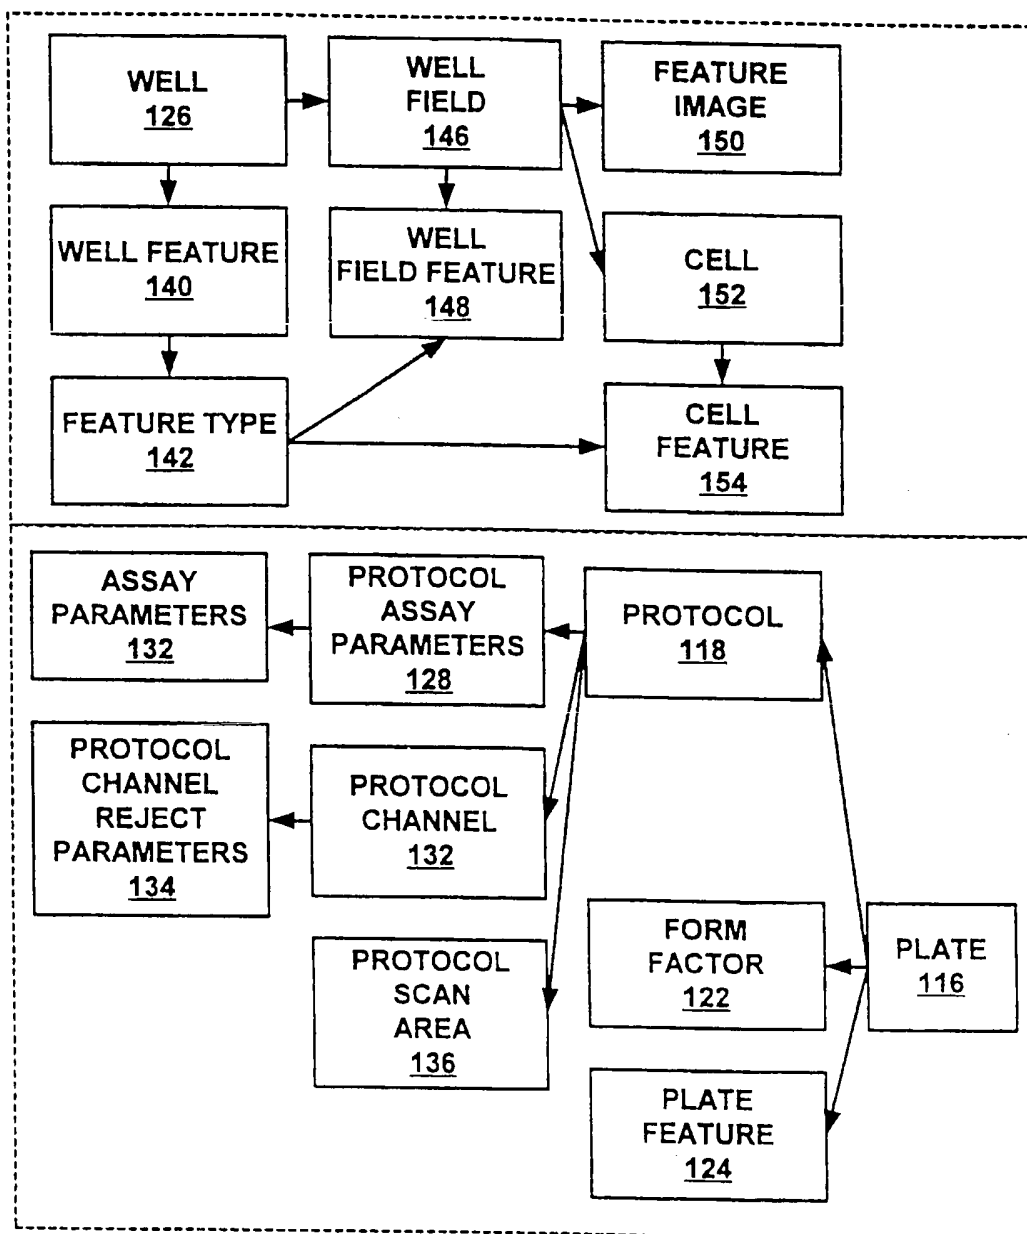 WELL
126
WELL
FIELD
146
FEATURE
IMAGE
150
WELL FEATURE
140
WELL
FIELD FEATURE
148
CELL
152
FEATURE TYPE
142
CELL
FEATURE
154
ASSAY
PARAMETERS
132
PROTOCOL
ASSAY
PARAMETERS
128
PROTOCOL
118
PROTOCOL
CHANNEL
REJECT
PARAMETERS
134
PROTOCOL
CHANNEL
132
PROTOCOL
SCAN
AREA
136
FORM
FACTOR
122
PLATE
116
PLATE
FEATURE
124